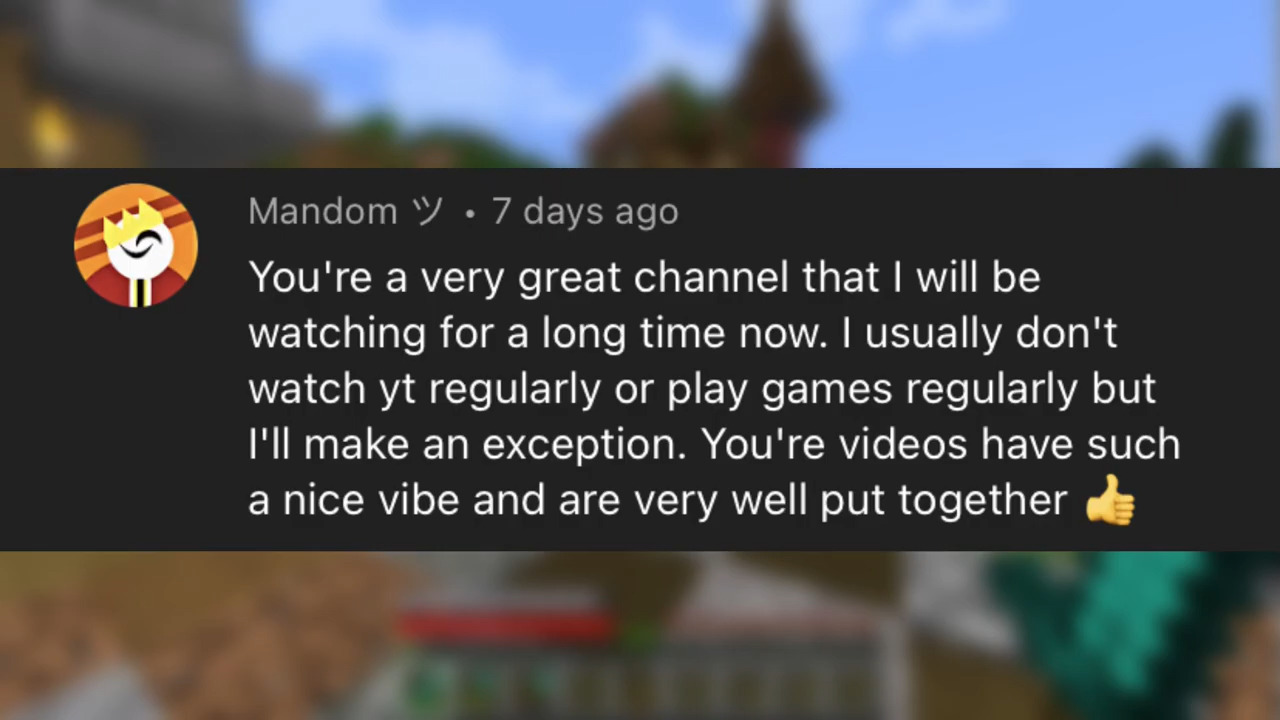 Mandom ツ • 7 days ago
You're a very great channel that I will be
watching for a long time now. I usually don't
watch yt regularly or play games regularly but
I'll make an exception. You're videos have such
a nice vibe and are very well put together 👍